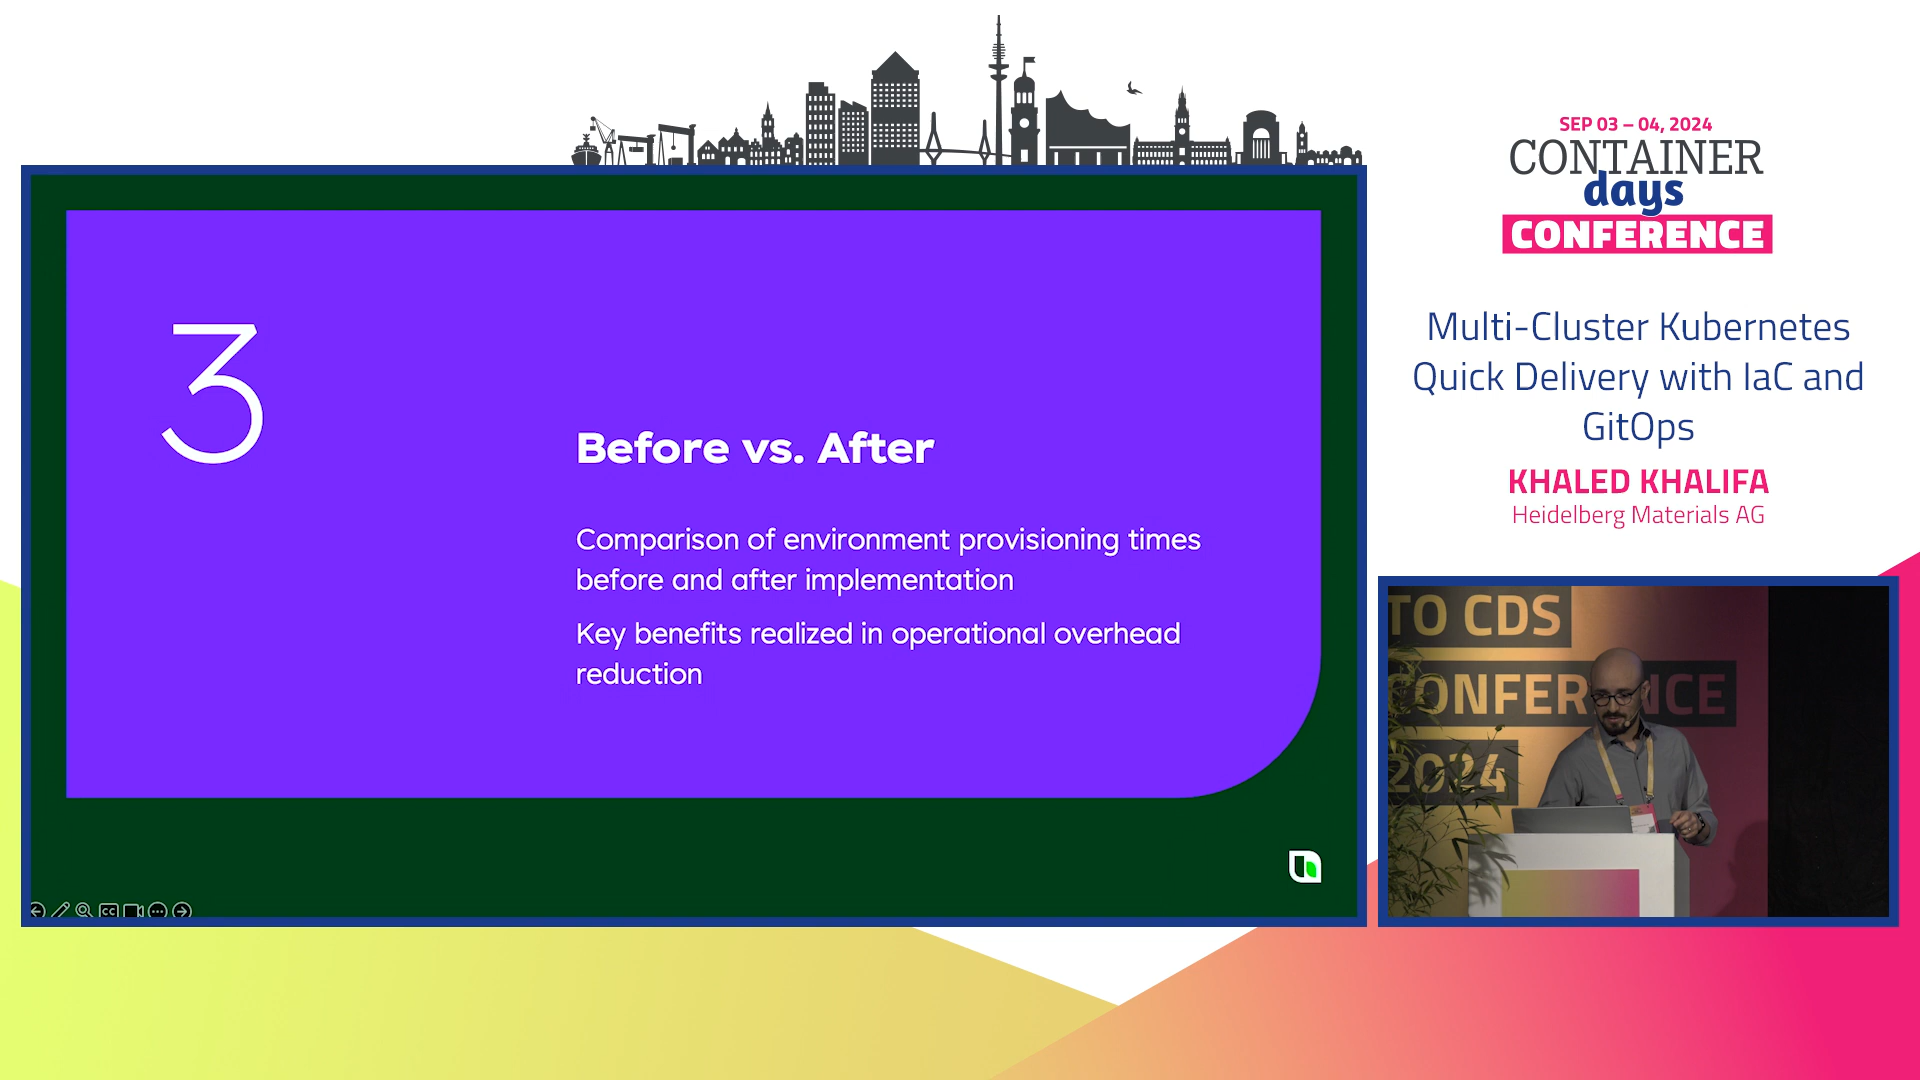 SEP 03 – 04, 2024
CONTAINER
days
CONFERENCE
3
Before vs. After
Comparison of environment provisioning times
before and after implementation
Key benefits realized in operational overhead
reduction
Multi-Cluster Kubernetes
Quick Delivery with IaC and
GitOps
KHALED KHALIFA
Heidelberg Materials AG
TO CDS
CONFERENCE
2024
CC